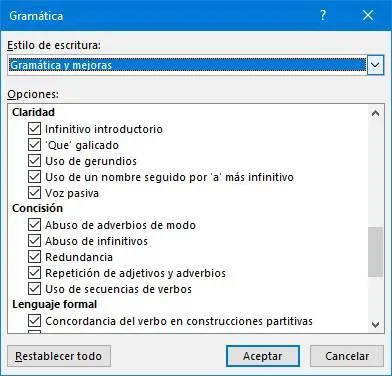 Gramática
?
Estilo de escritura:
Gramática y mejoras
Opciones:
Claridad
Infinitivo introductorio
'Que' galicado
Uso de gerundios
Uso de un nombre seguido por 'a' más infinitivo
Voz pasiva
Concisión
Abuso de adverbios de modo
Abuso de infinitivos
Redundancia
Repetición de adjetivos y adverbios
Uso de secuencias de verbos
Lenguaje formal
Concordancia del verbo en construcciones partitivas
Restablecer todo
Aceptar
Cancelar